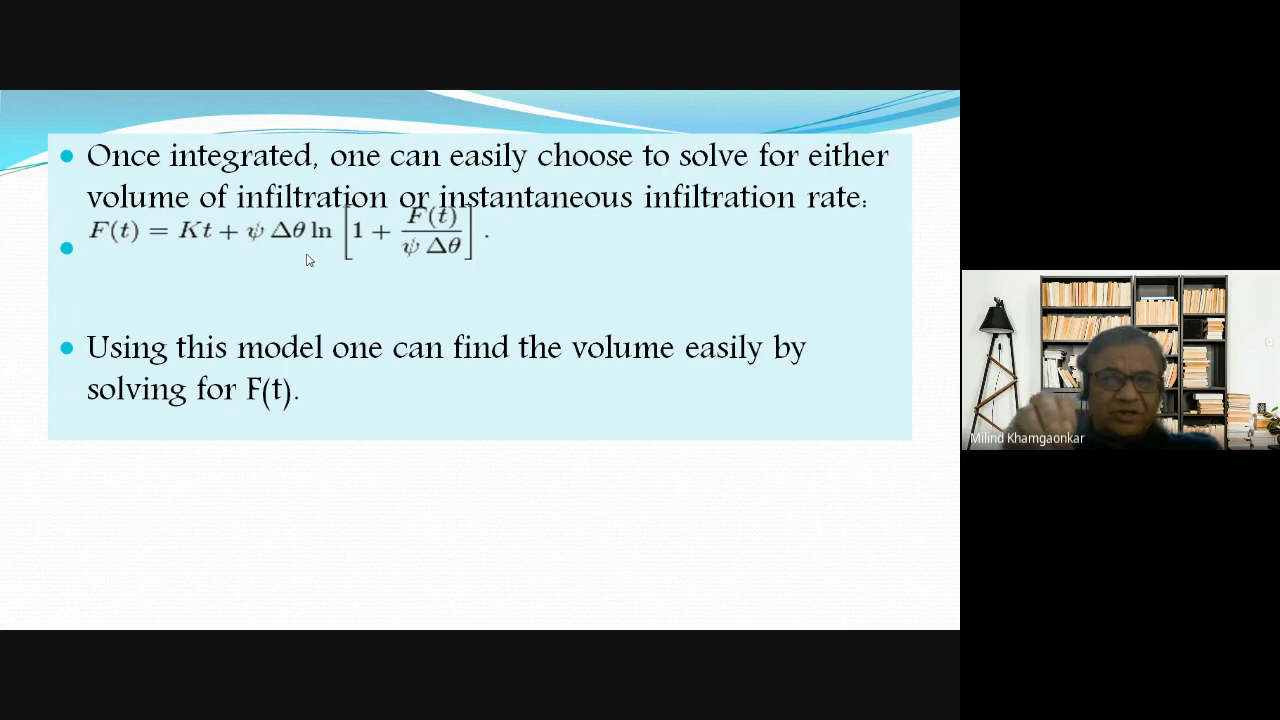 • Once integrated, one can easily choose to solve for either
volume of infiltration or instantaneous infiltration rate:
• F(t) = Kt + ψ Δθ ln [1 + F(t)/(ψ Δθ)] .
• Using this model one can find the volume easily by
solving for F(t).
Milind Khamgaonkar